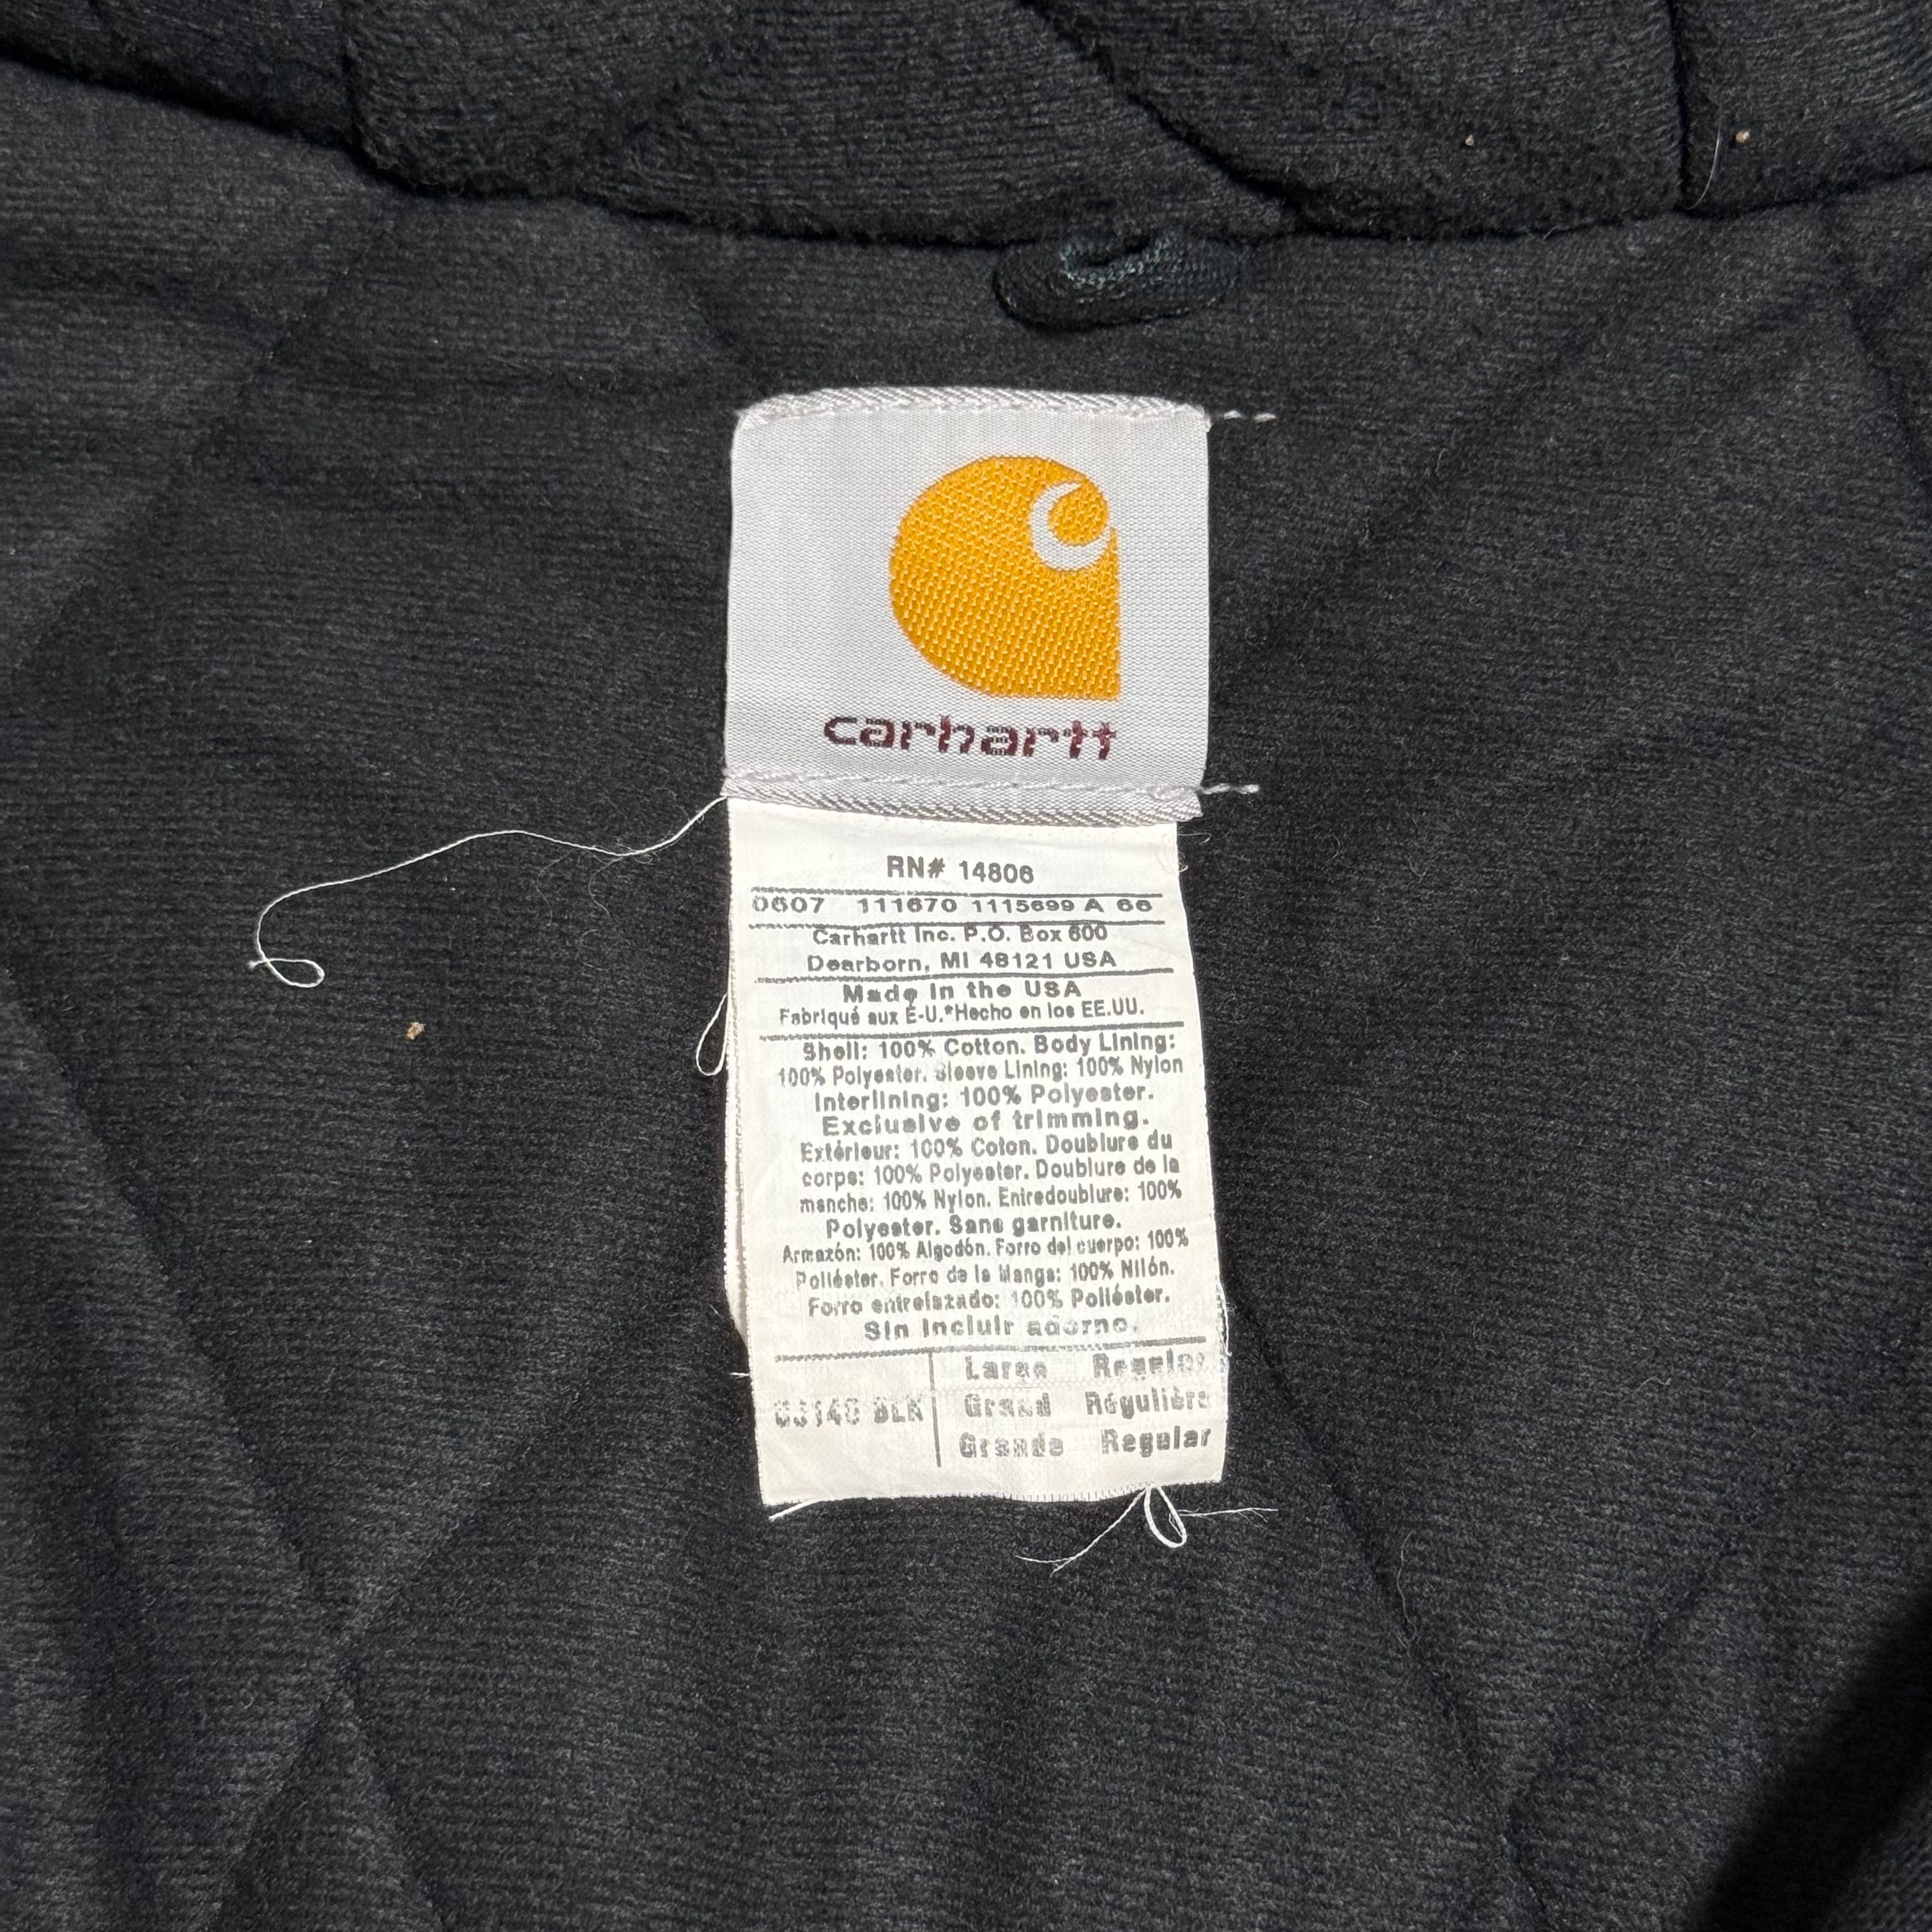 carhartt
RN# 14806
0607 111670 1115699 A 66
Carhartt Inc. P.O. Box 600
Dearborn, MI 48121 USA
Made in the USA
Fabriqué aux É-U.*Hecho en los EE.UU.
Shell: 100% Cotton. Body Lining:
100% Polyester. Sleeve Lining: 100% Nylon
Interlining: 100% Polyester.
Exclusive of trimming.
Extérieur: 100% Coton. Doublure du
corps: 100% Polyester. Doublure de la
manche: 100% Nylon. Entredoublure: 100%
Polyester. Sans garniture.
Armazón: 100% Algodón. Forro del cuerpo: 100%
Poliéster. Forro de la Manga: 100% Nilón.
Forro entrelazado: 100% Poliéster.
Sin incluir adorno.
Large Regular
BLK Grand Régulière
Grande Regular